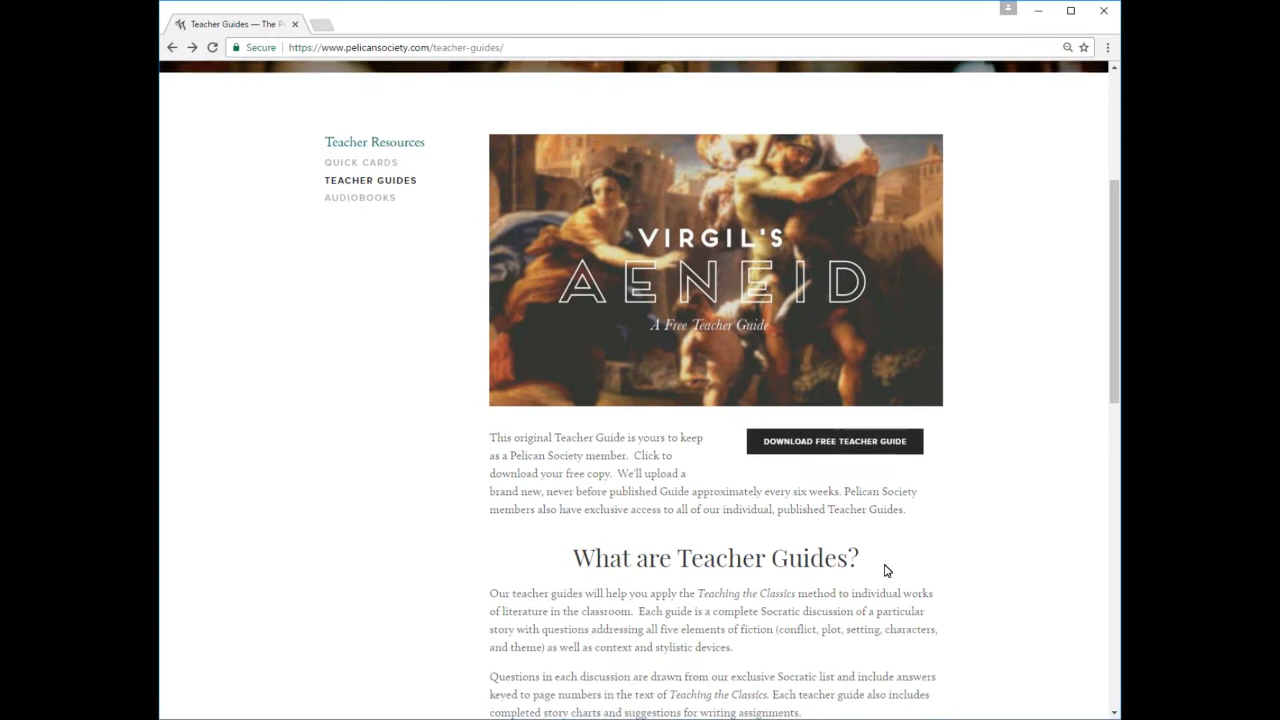 Teacher Guides — The P
Secure https://www.pelicansociety.com/teacher-guides/
Teacher Resources
QUICK CARDS
TEACHER GUIDES
AUDIOBOOKS
VIRGIL'S
AENEID
A Free Teacher Guide
This original Teacher Guide is yours to keep
as a Pelican Society member. Click to
download your free copy. We'll upload a
DOWNLOAD FREE TEACHER GUIDE
brand new, never before published Guide approximately every six weeks. Pelican Society
members also have exclusive access to all of our individual, published Teacher Guides.
What are Teacher Guides?
Our teacher guides will help you apply the Teaching the Classics method to individual works
of literature in the classroom. Each guide is a complete Socratic discussion of a particular
story with questions addressing all five elements of fiction (conflict, plot, setting, characters,
and theme) as well as context and stylistic devices.
Questions in each discussion are drawn from our exclusive Socratic list and include answers
keyed to page numbers in the text of Teaching the Classics. Each teacher guide also includes
completed story charts and suggestions for writing assignments.